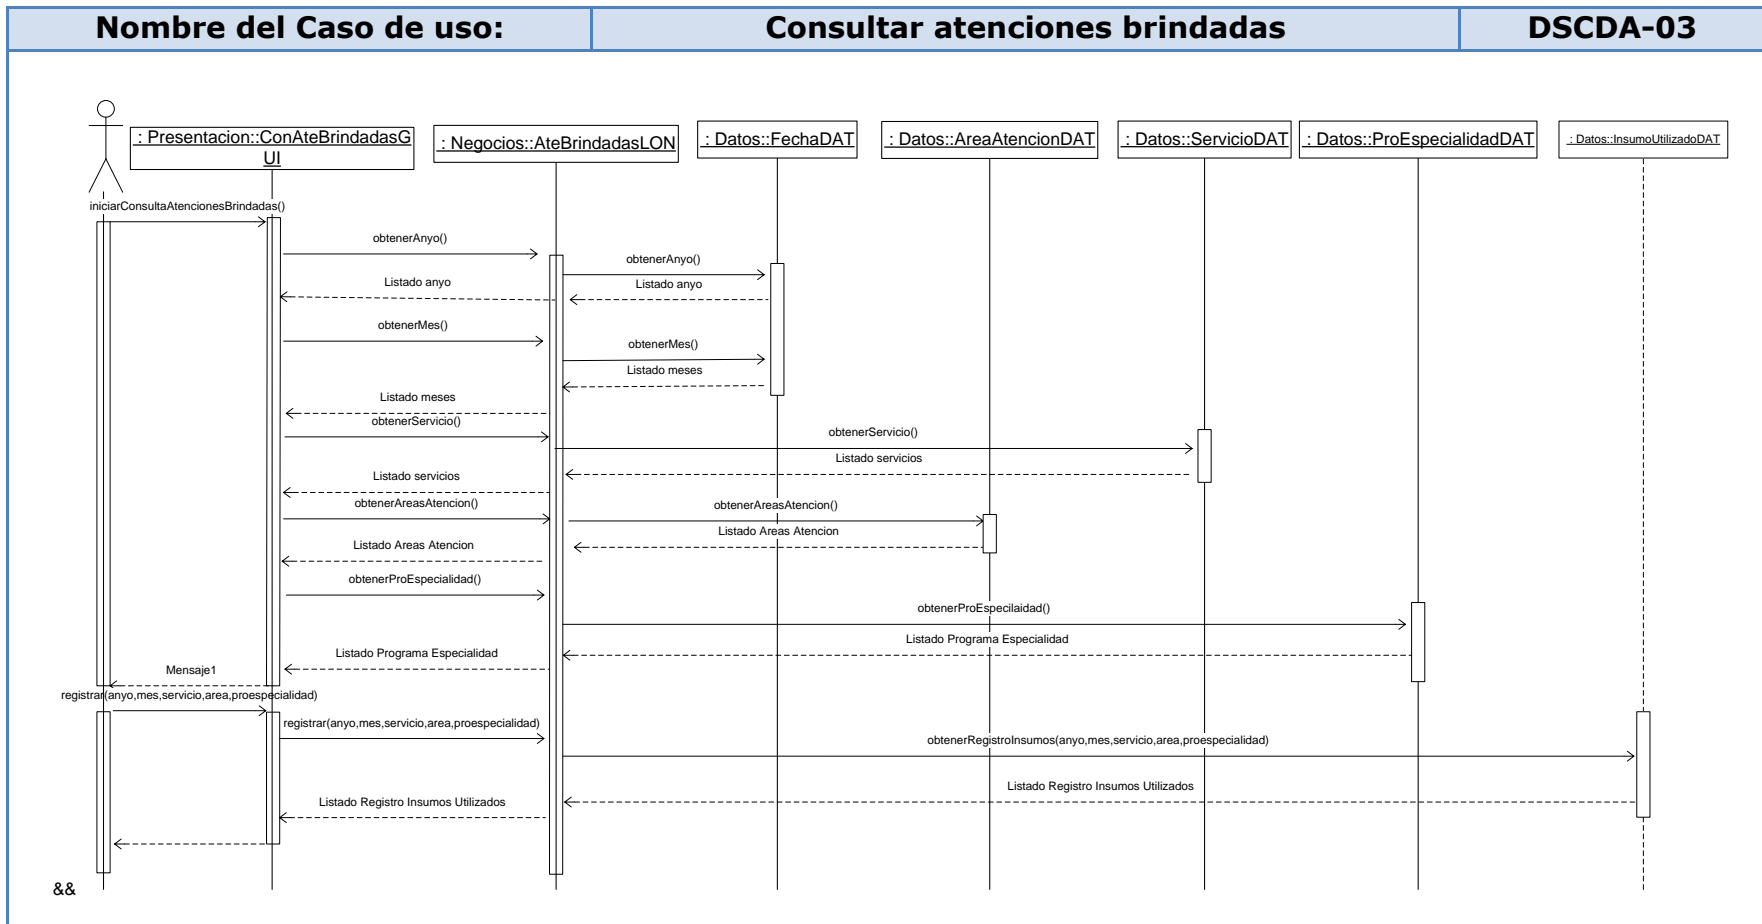 Nombre del Caso de uso:
Consultar atenciones brindadas
DSCDA-03
: Presentacion::ConAteBrindadasG
UI
: Negocios::AteBrindadasLON
: Datos::FechaDAT
: Datos::AreaAtencionDAT
: Datos::ServicioDAT
: Datos::ProEspecialidadDAT
: Datos::InsumoUtilizadoDAT
iniciarConsultaAtencionesBrindadas()
obtenerAnyo()
obtenerAnyo()
Listado anyo
Listado anyo
obtenerMes()
obtenerMes()
Listado meses
Listado meses
obtenerServicio()
obtenerServicio()
Listado servicios
Listado servicios
obtenerAreasAtencion()
obtenerAreasAtencion()
Listado Areas Atencion
Listado Areas Atencion
obtenerProEspecialidad()
obtenerProEspecilaidad()
Listado Programa Especialidad
Listado Programa Especialidad
Mensaje1
registrar(anyo,mes,servicio,area,proespecialidad)
registrar(anyo,mes,servicio,area,proespecialidad)
obtenerRegistroInsumos(anyo,mes,servicio,area,proespecialidad)
Listado Registro Insumos Utilizados
Listado Registro Insumos Utilizados
&&